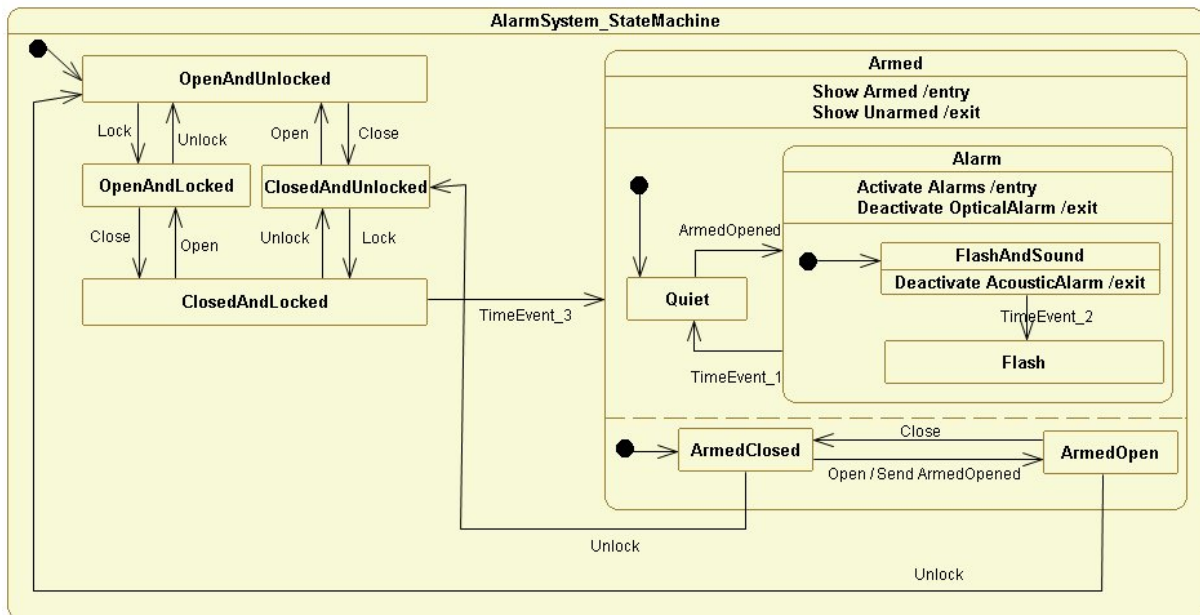 AlarmSystem_StateMachine
OpenAndUnlocked
Armed
Show Armed /entry
Show Unarmed /exit
Lock
Unlock
Open
Close
OpenAndLocked
ClosedAndUnlocked
Alarm
Activate Alarms /entry
Deactivate OpticalAlarm /exit
Close
Open
Unlock
Lock
ArmedOpened
FlashAndSound
Deactivate AcousticAlarm /exit
ClosedAndLocked
TimeEvent_3
Quiet
TimeEvent_2
Flash
TimeEvent_1
Close
ArmedClosed
ArmedOpen
Open / Send ArmedOpened
Unlock
Unlock